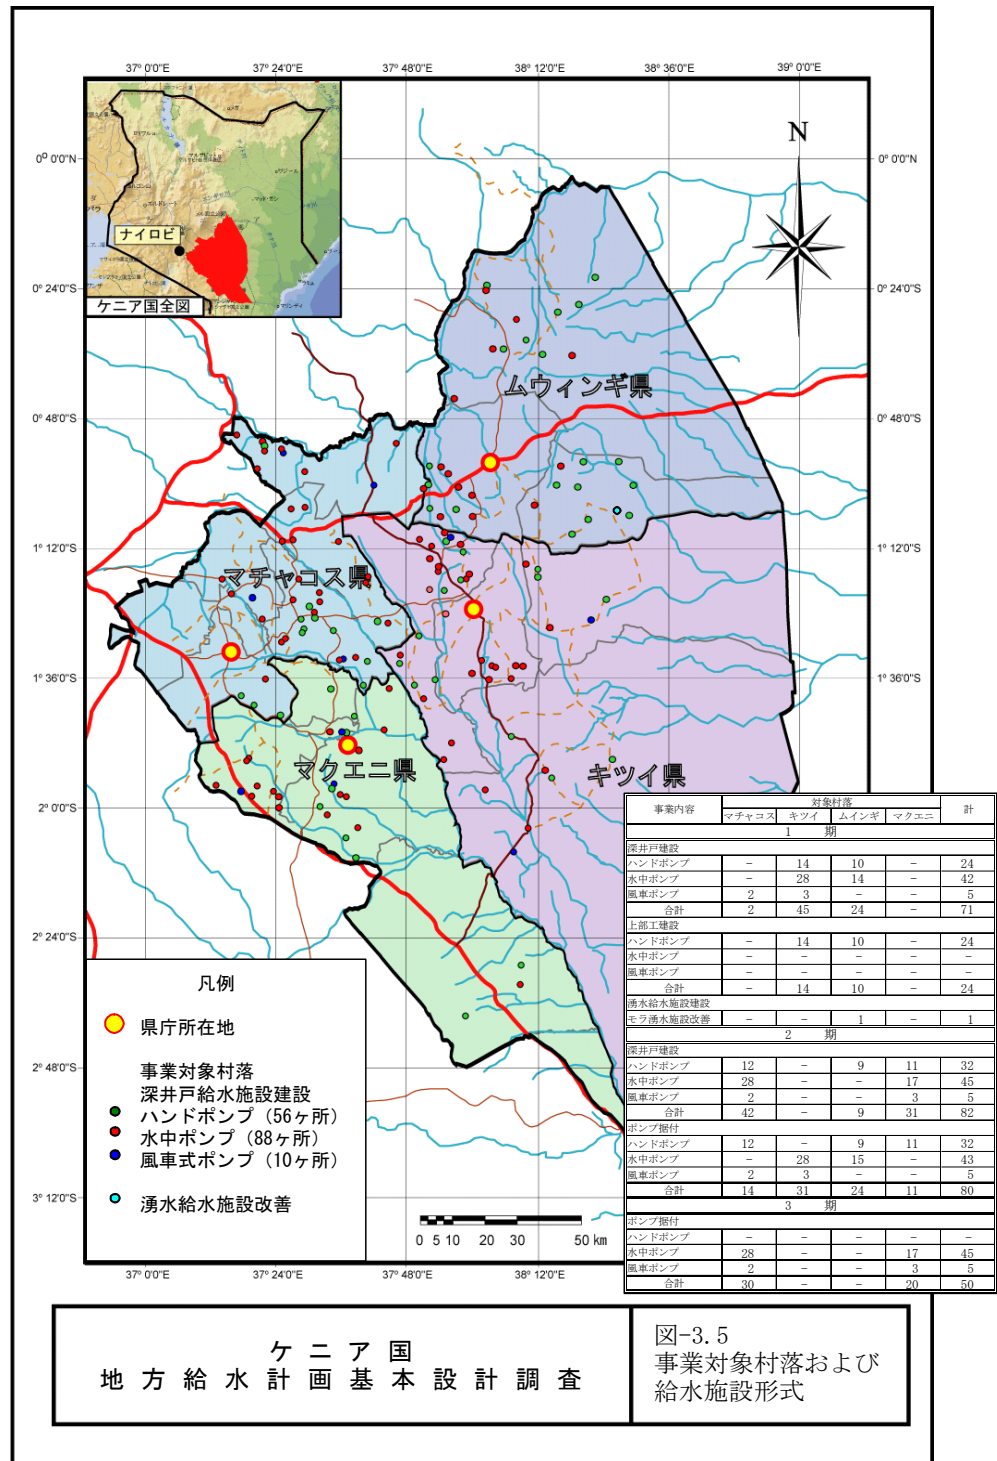 37° 0'0"E 37° 24'0"E 37° 48'0"E 38° 12'0"E 38° 36'0"E 39° 0'0"E
N
0° 0'0"N 0° 0'0"N
ナイロビ
0° 24'0"S 0° 24'0"S
ケニア国全図
ムウィンギ県
0° 48'0"S 0° 48'0"S
1° 12'0"S 1° 12'0"S
マチャコス県
1° 36'0"S 1° 36'0"S
マクエニ県 キツイ県
2° 0'0"S
2° 24'0"S
2° 48'0"S
3° 12'0"S
凡例
県庁所在地
事業対象村落
深井戸給水施設建設
ハンドポンプ (56ヶ所)
水中ポンプ (88ヶ所)
風車式ポンプ (10ヶ所)
湧水給水施設改善
0 5 10 20 30 50 km
37° 0'0"E 37° 24'0"E 37° 48'0"E 38° 12'0"E
事業内容 対象村落 計
マチャコス キツイ ムインギ マクエニ
1 期
深井戸建設
ハンドポンプ － 14 10 － 24
水中ポンプ － 28 14 － 42
風車ポンプ 2 3 － － 5
合計 2 45 24 － 71
上部工建設
ハンドポンプ － 14 10 － 24
水中ポンプ － － － － －
風車ポンプ － － － － －
合計 － 14 10 － 24
湧水給水施設建設
モラ湧水施設改善 － － 1 － 1
2 期
深井戸建設
ハンドポンプ 12 － 9 11 32
水中ポンプ 28 － － 17 45
風車ポンプ 2 － － 3 5
合計 42 － 9 31 82
ポンプ据付
ハンドポンプ 12 － 9 11 32
水中ポンプ － 28 15 － 43
風車ポンプ 2 3 － － 5
合計 14 31 24 11 80
3 期
ポンプ据付
ハンドポンプ － － － － －
水中ポンプ 28 － － 17 45
風車ポンプ 2 － － 3 5
合計 30 － － 20 50
ケニア国
地方給水計画基本設計調査
図-3.5
事業対象村落および
給水施設形式